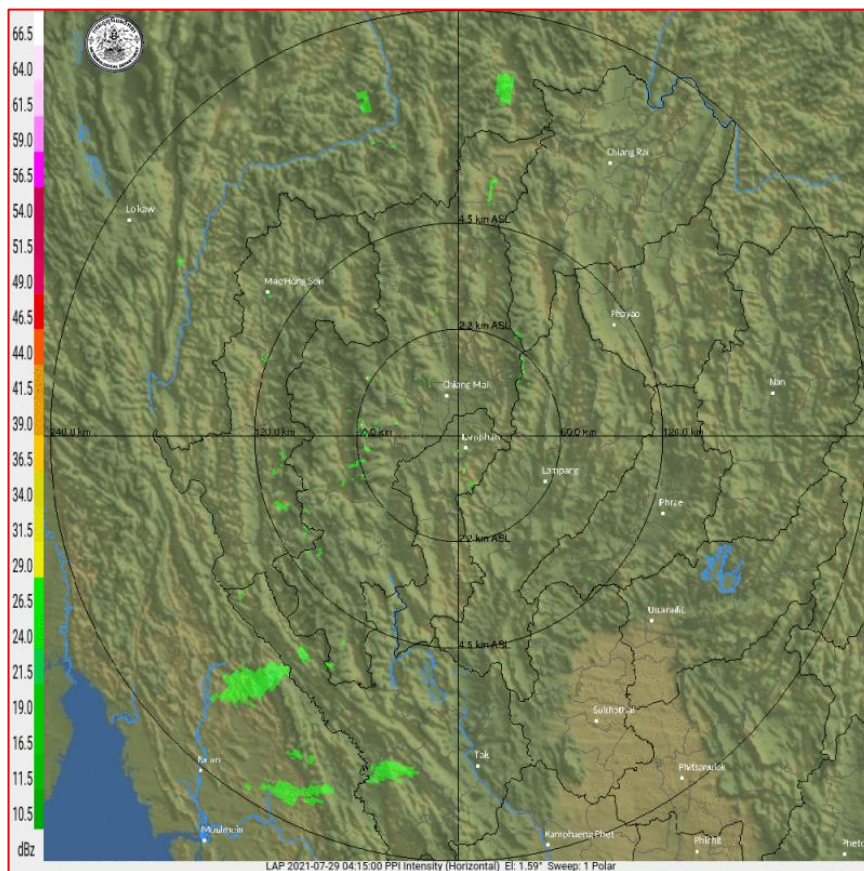 66.5
64.0
61.5
59.0
56.5
54.0
51.5
49.0
46.5
44.0
41.5
39.0
36.5
34.0
31.5
29.0
26.5
24.0
21.5
19.0
16.5
14.0
11.5
10.5
dBz
Chiang Rai
Loikaw
4.5 km ASL
Mae Hong Son
Phayao
2.2 km ASL
Chiang Mai
Nan
240.0 km
120.0 km
60.0 km
60.0 km
120.0 km
Lamphun
Lampang
Phrae
2.2 km ASL
Uttaradit
4.5 km ASL
Sukhothai
Tak
Pa-an
Phitsanulok
Moulmein
Kamphaeng Phet
Phichit
LAP 2021-07-29 04:15:00 PPI Intensity (Horizontal) El: 1.59° Sweep: 1 Polar